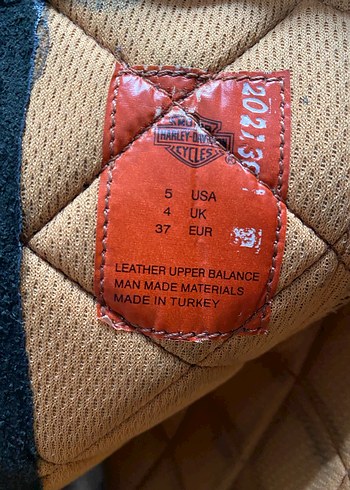 HARLEY-DAVIDSON
CYCLES
5 USA
4 UK
37 EUR
LEATHER UPPER BALANCE
MAN MADE MATERIALS
MADE IN TURKEY